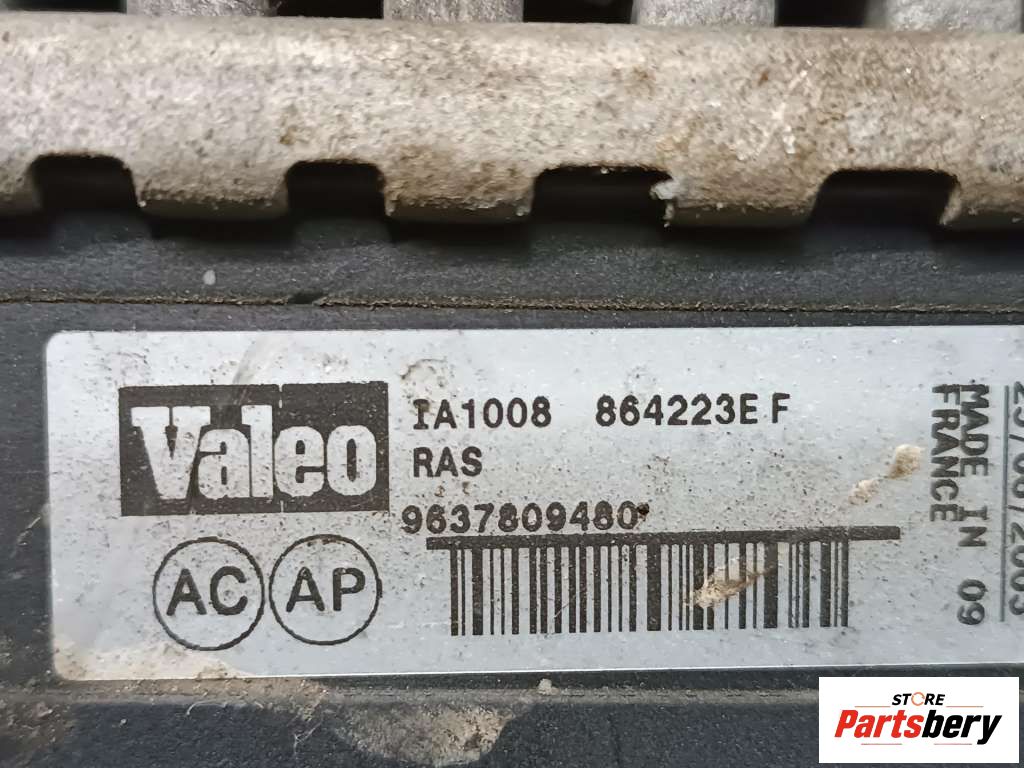 Valeo
IA1008 864223E F
RAS
9637809480
AC AP
MADE IN 09
FRANCE
STORE
Partsbery